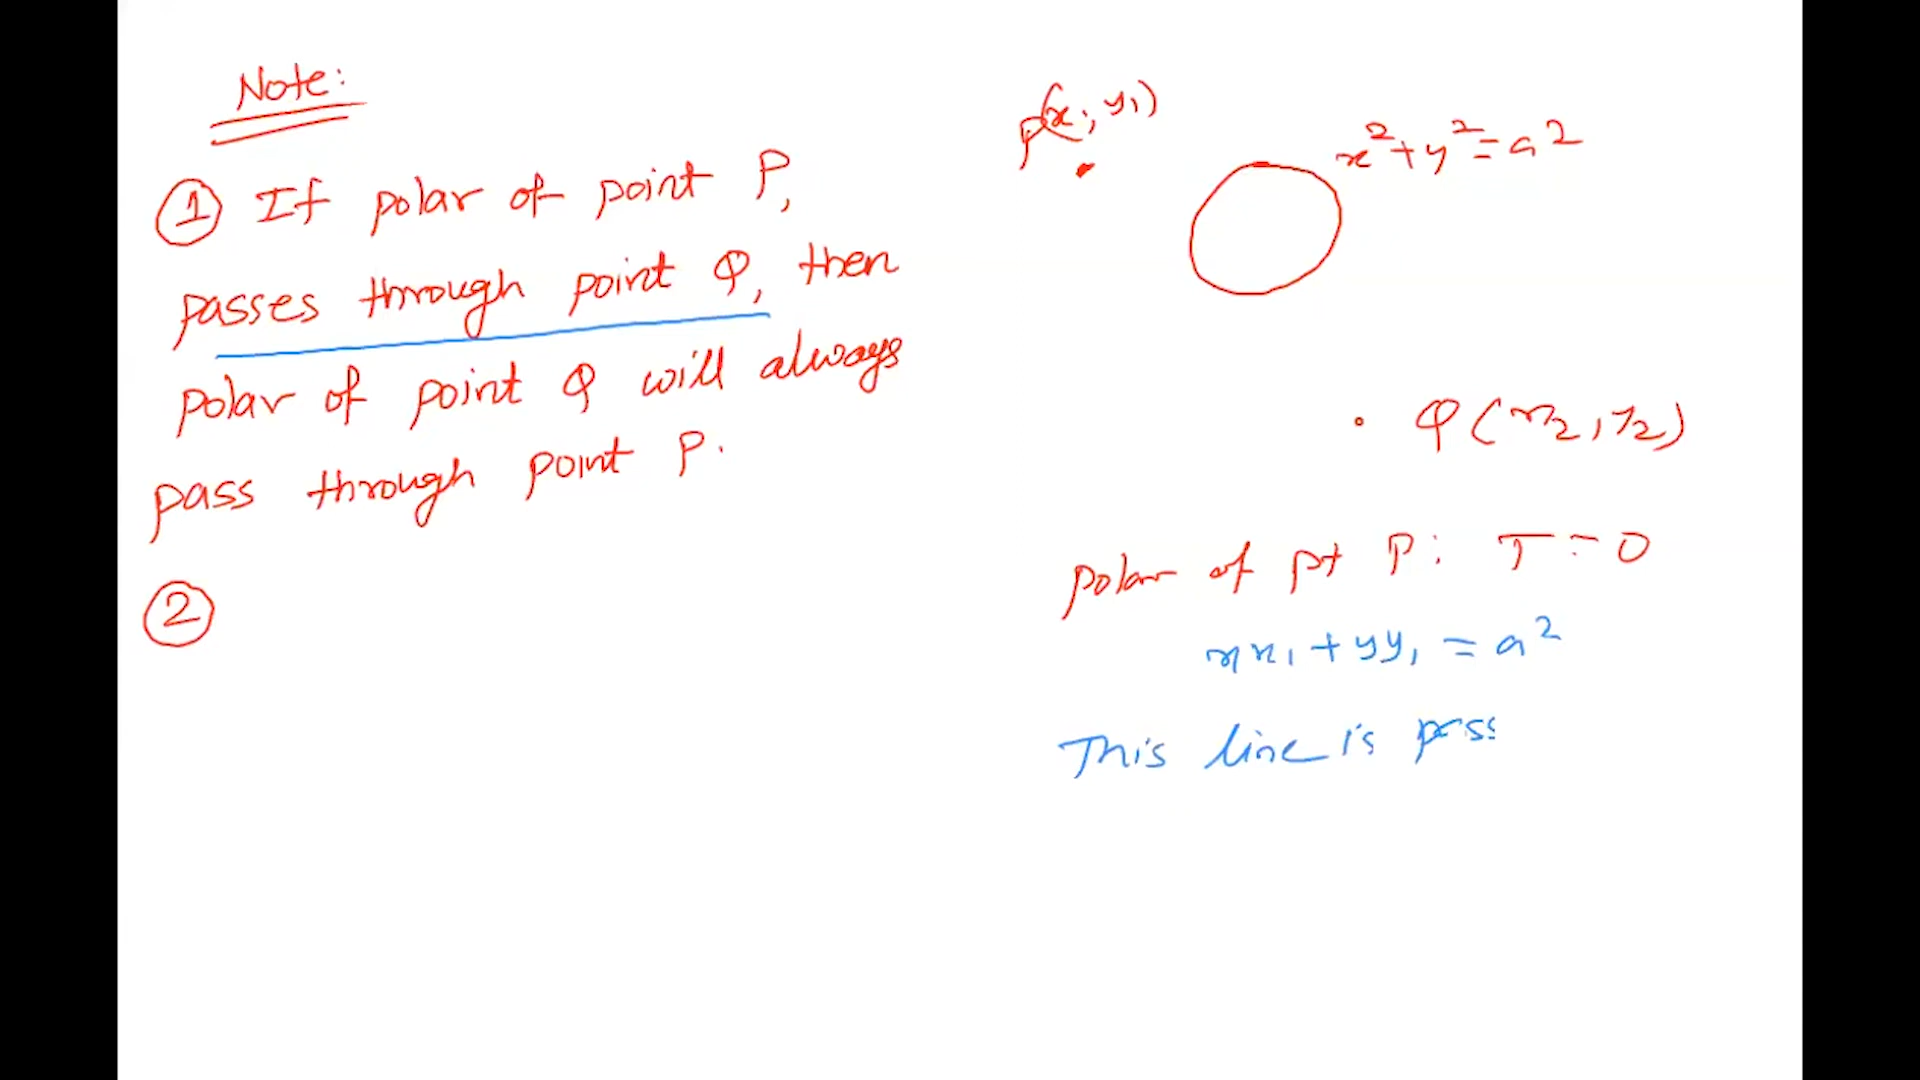 Note:
① If polar of point P,
passes through point Q, then
polar of point Q will always
pass through point P.
②
P(x₁, y₁)
x²+y²=a²
Q(x₂, y₂)
Polar of pt P: T=0
xx₁+yy₁=a²
This line is pass